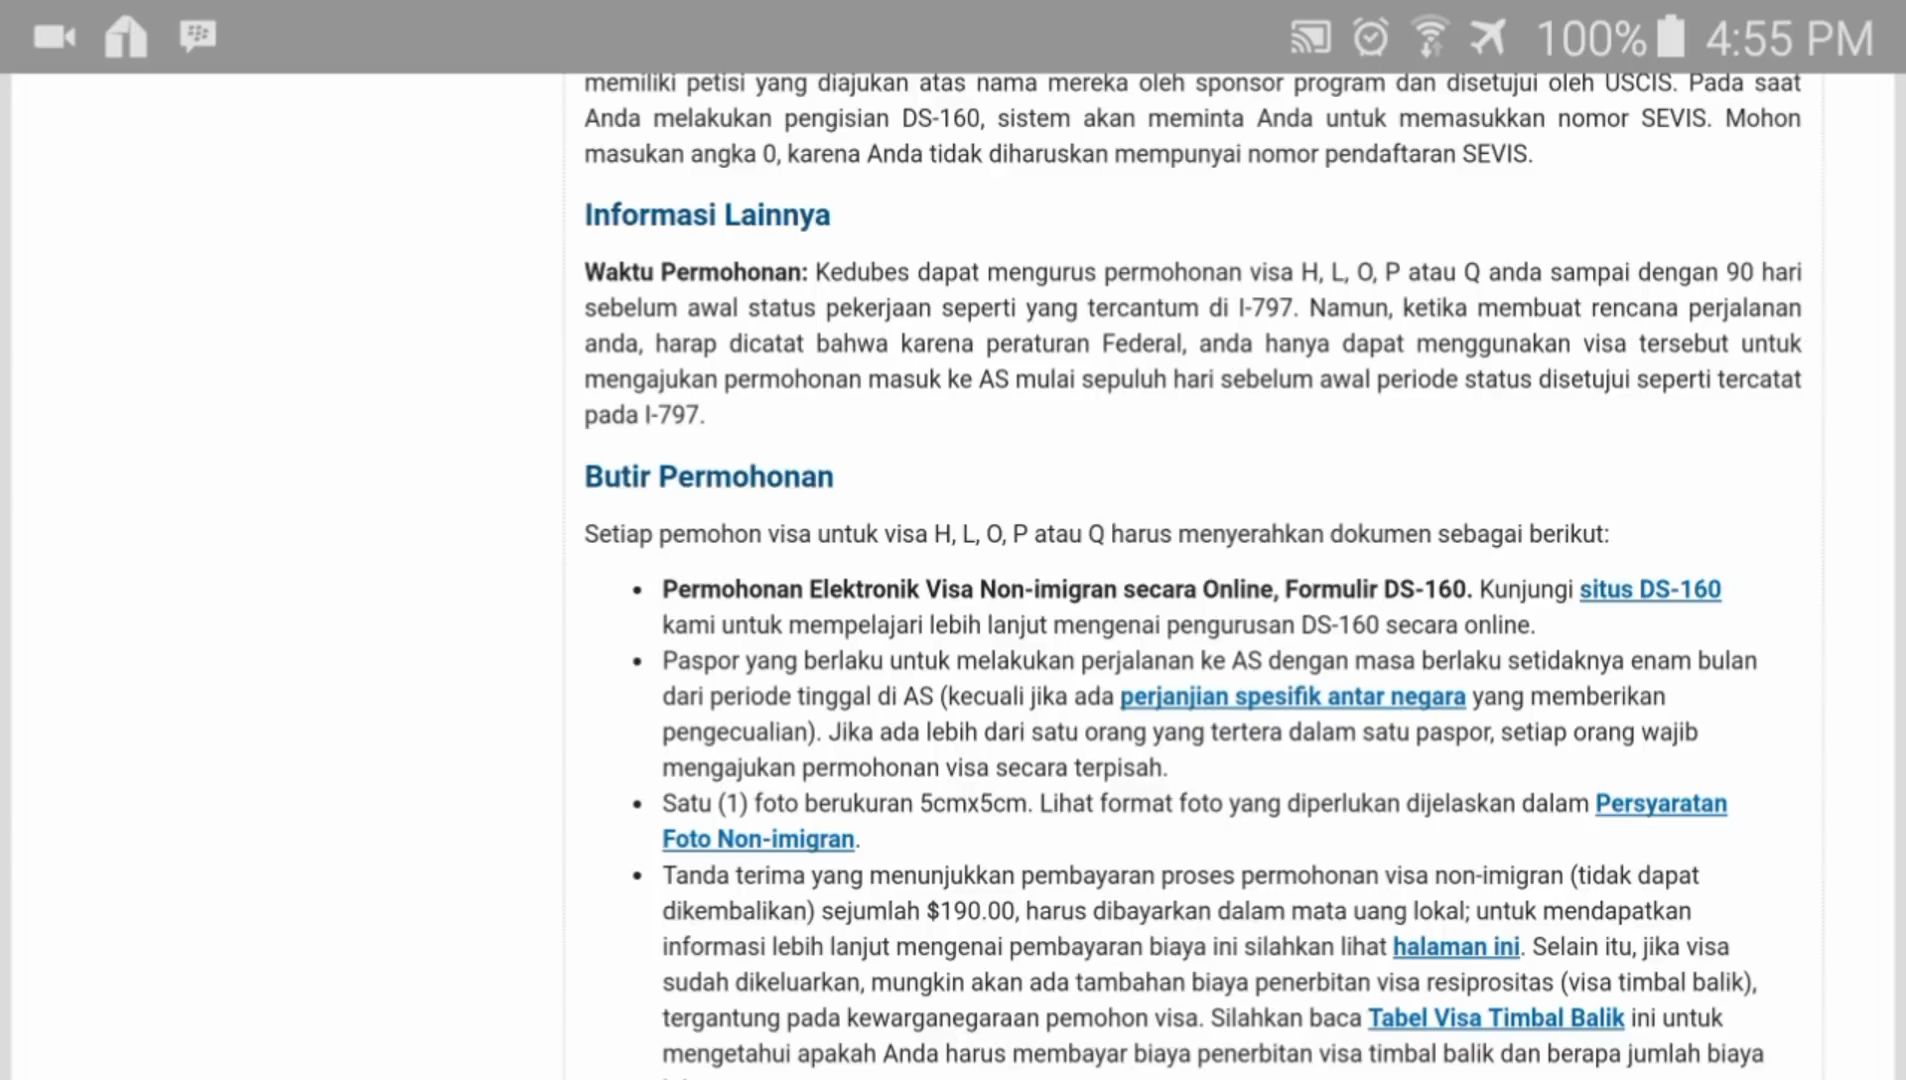 100% 4:55 PM
memiliki petisi yang diajukan atas nama mereka oleh sponsor program dan disetujui oleh USCIS. Pada saat
Anda melakukan pengisian DS-160, sistem akan meminta Anda untuk memasukkan nomor SEVIS. Mohon
masukan angka 0, karena Anda tidak diharuskan mempunyai nomor pendaftaran SEVIS.
Informasi Lainnya
Waktu Permohonan: Kedubes dapat mengurus permohonan visa H, L, O, P atau Q anda sampai dengan 90 hari
sebelum awal status pekerjaan seperti yang tercantum di I-797. Namun, ketika membuat rencana perjalanan
anda, harap dicatat bahwa karena peraturan Federal, anda hanya dapat menggunakan visa tersebut untuk
mengajukan permohonan masuk ke AS mulai sepuluh hari sebelum awal periode status disetujui seperti tercatat
pada I-797.
Butir Permohonan
Setiap pemohon visa untuk visa H, L, O, P atau Q harus menyerahkan dokumen sebagai berikut:
• Permohonan Elektronik Visa Non-imigran secara Online, Formulir DS-160. Kunjungi situs DS-160
kami untuk mempelajari lebih lanjut mengenai pengurusan DS-160 secara online.
• Paspor yang berlaku untuk melakukan perjalanan ke AS dengan masa berlaku setidaknya enam bulan
dari periode tinggal di AS (kecuali jika ada perjanjian spesifik antar negara yang memberikan
pengecualian). Jika ada lebih dari satu orang yang tertera dalam satu paspor, setiap orang wajib
mengajukan permohonan visa secara terpisah.
• Satu (1) foto berukuran 5cmx5cm. Lihat format foto yang diperlukan dijelaskan dalam Persyaratan
Foto Non-imigran.
• Tanda terima yang menunjukkan pembayaran proses permohonan visa non-imigran (tidak dapat
dikembalikan) sejumlah $190.00, harus dibayarkan dalam mata uang lokal; untuk mendapatkan
informasi lebih lanjut mengenai pembayaran biaya ini silahkan lihat halaman ini. Selain itu, jika visa
sudah dikeluarkan, mungkin akan ada tambahan biaya penerbitan visa resiprositas (visa timbal balik),
tergantung pada kewarganegaraan pemohon visa. Silahkan baca Tabel Visa Timbal Balik ini untuk
mengetahui apakah Anda harus membayar biaya penerbitan visa timbal balik dan berapa jumlah biaya